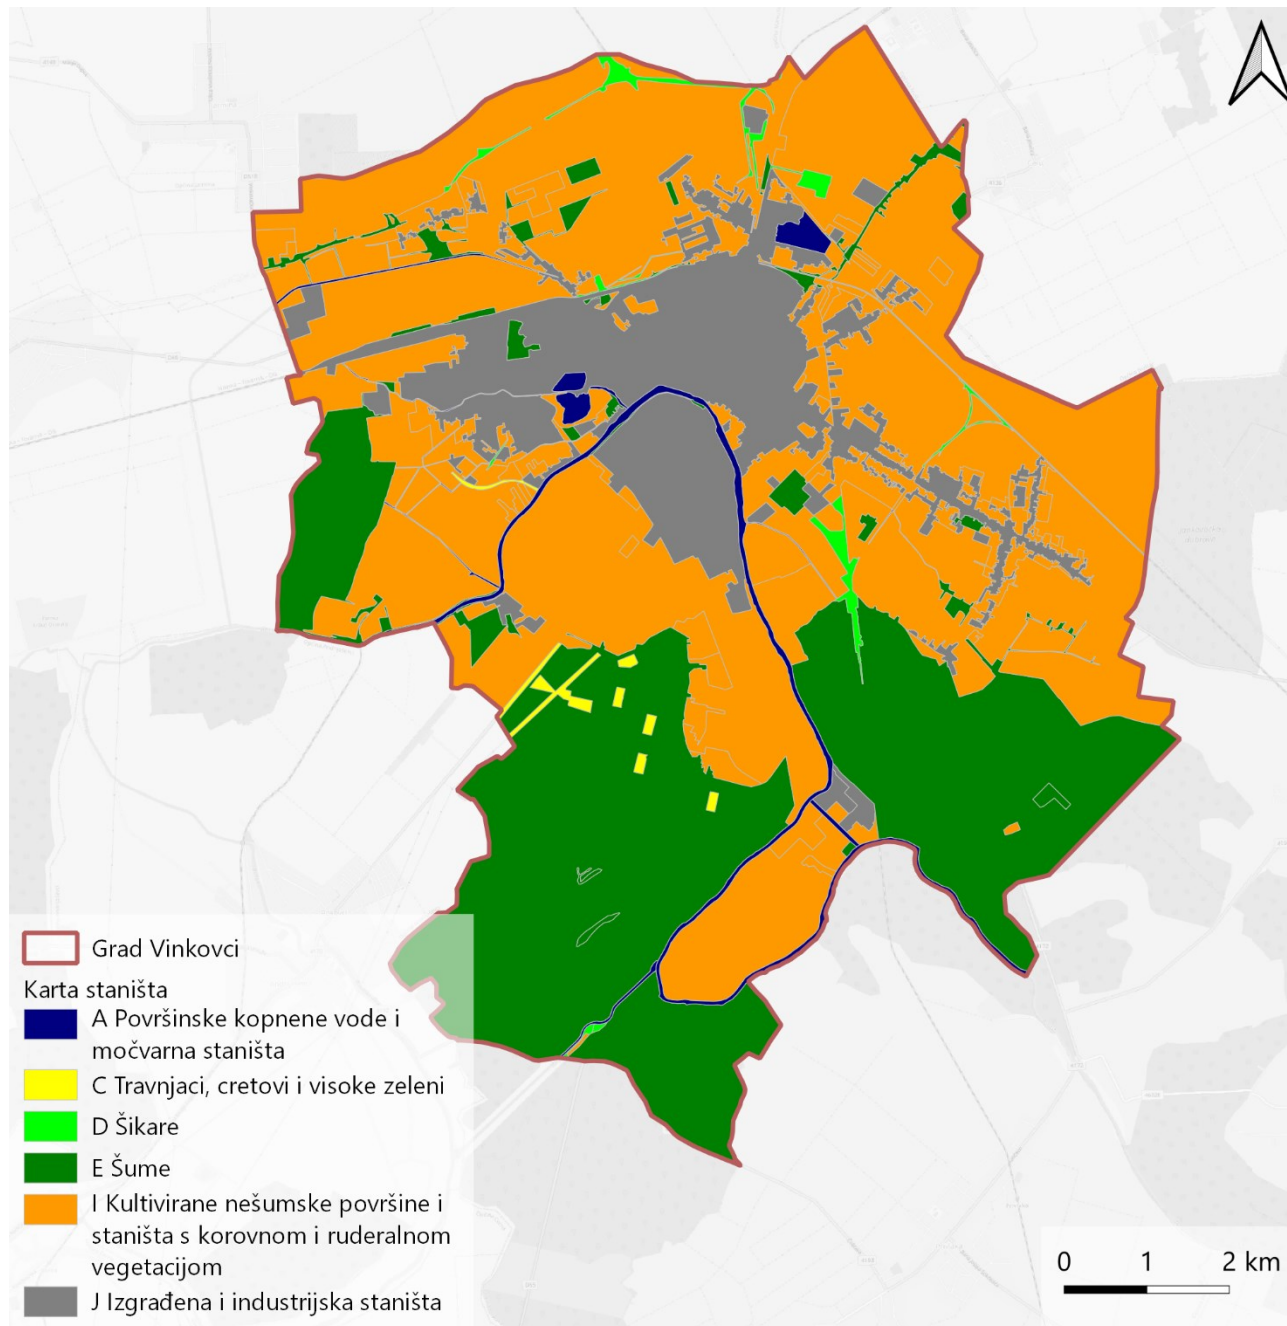 Grad Vinkovci
Karta staništa
A Površinske kopnene vode i
močvarna staništa
C Travnjaci, cretovi i visoke zeleni
D Šikare
E Šume
I Kultivirane nešumske površine i
staništa s korovnom i ruderalnom
vegetacijom
J Izgrađena i industrijska staništa
0 1 2 km